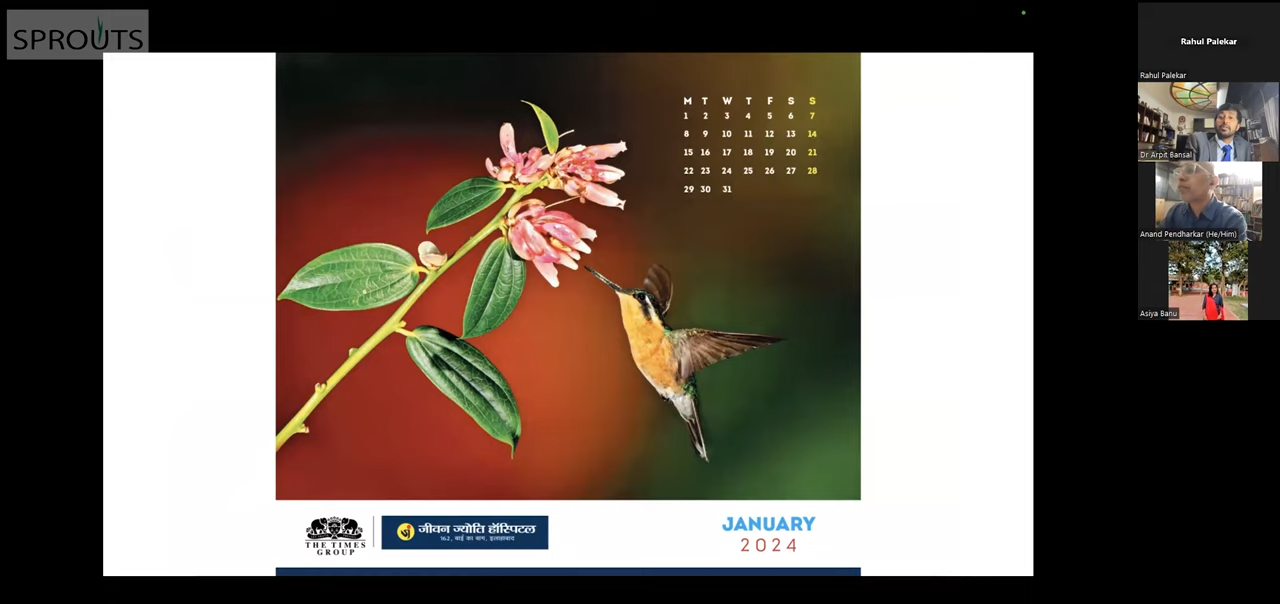 SPROUTS
M T W T F S S
1 2 3 4 5 6 7
8 9 10 11 12 13 14
15 16 17 18 19 20 21
22 23 24 25 26 27 28
29 30 31
THE TIMES
GROUP
जीवन ज्योति हॉस्पिटल
162, बाई का बाग, इलाहाबाद
JANUARY
2024
Rahul Palekar
Rahul Palekar
Dr Arpit Bansal
Anand Pendharkar (He/Him)
Asiya Banu